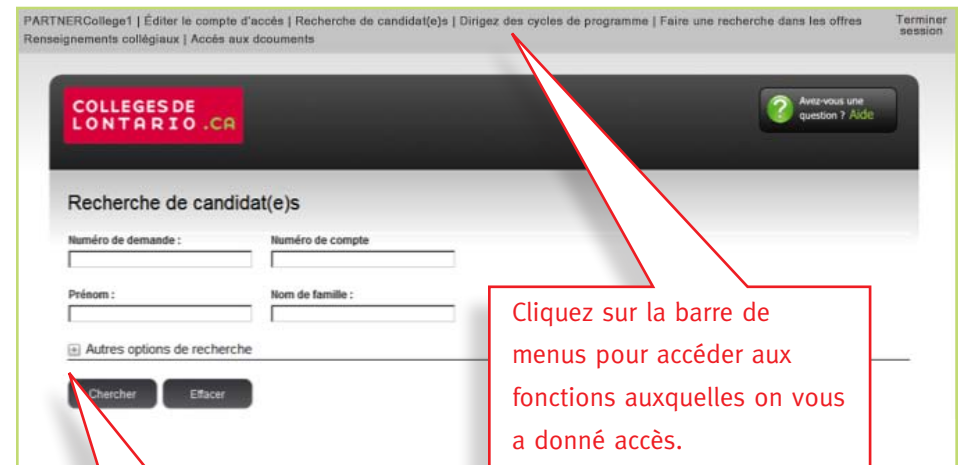 PARTNERCollege1 | Éditer le compte d'accés | Recherche de candidat(e)s | Dirigez des cycles de programme | Faire une recherche dans les offres
Renseignements collégiaux | Accés aux dcouments
Terminer
session
COLLEGES DE
LONTARIO.CA
Avez-vous une
question ? Aide
Recherche de candidat(e)s
Numéro de demande :
Numéro de compte
Prénom :
Nom de famille :
Autres options de recherche
Chercher
Effacer
Cliquez sur la barre de
menus pour accéder aux
fonctions auxquelles on vous
a donné accès.